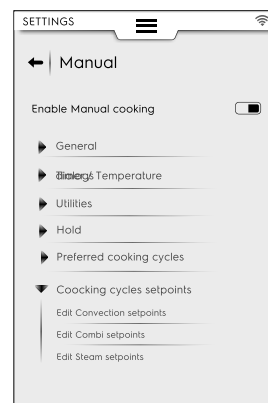 SETTINGS
Manual
Enable Manual cooking
General
Temperature
Utilities
Hold
Preferred cooking cycles
Coocking cycles setpoints
Edit Convection setpoints
Edit Combi setpoints
Edit Steam setpoints